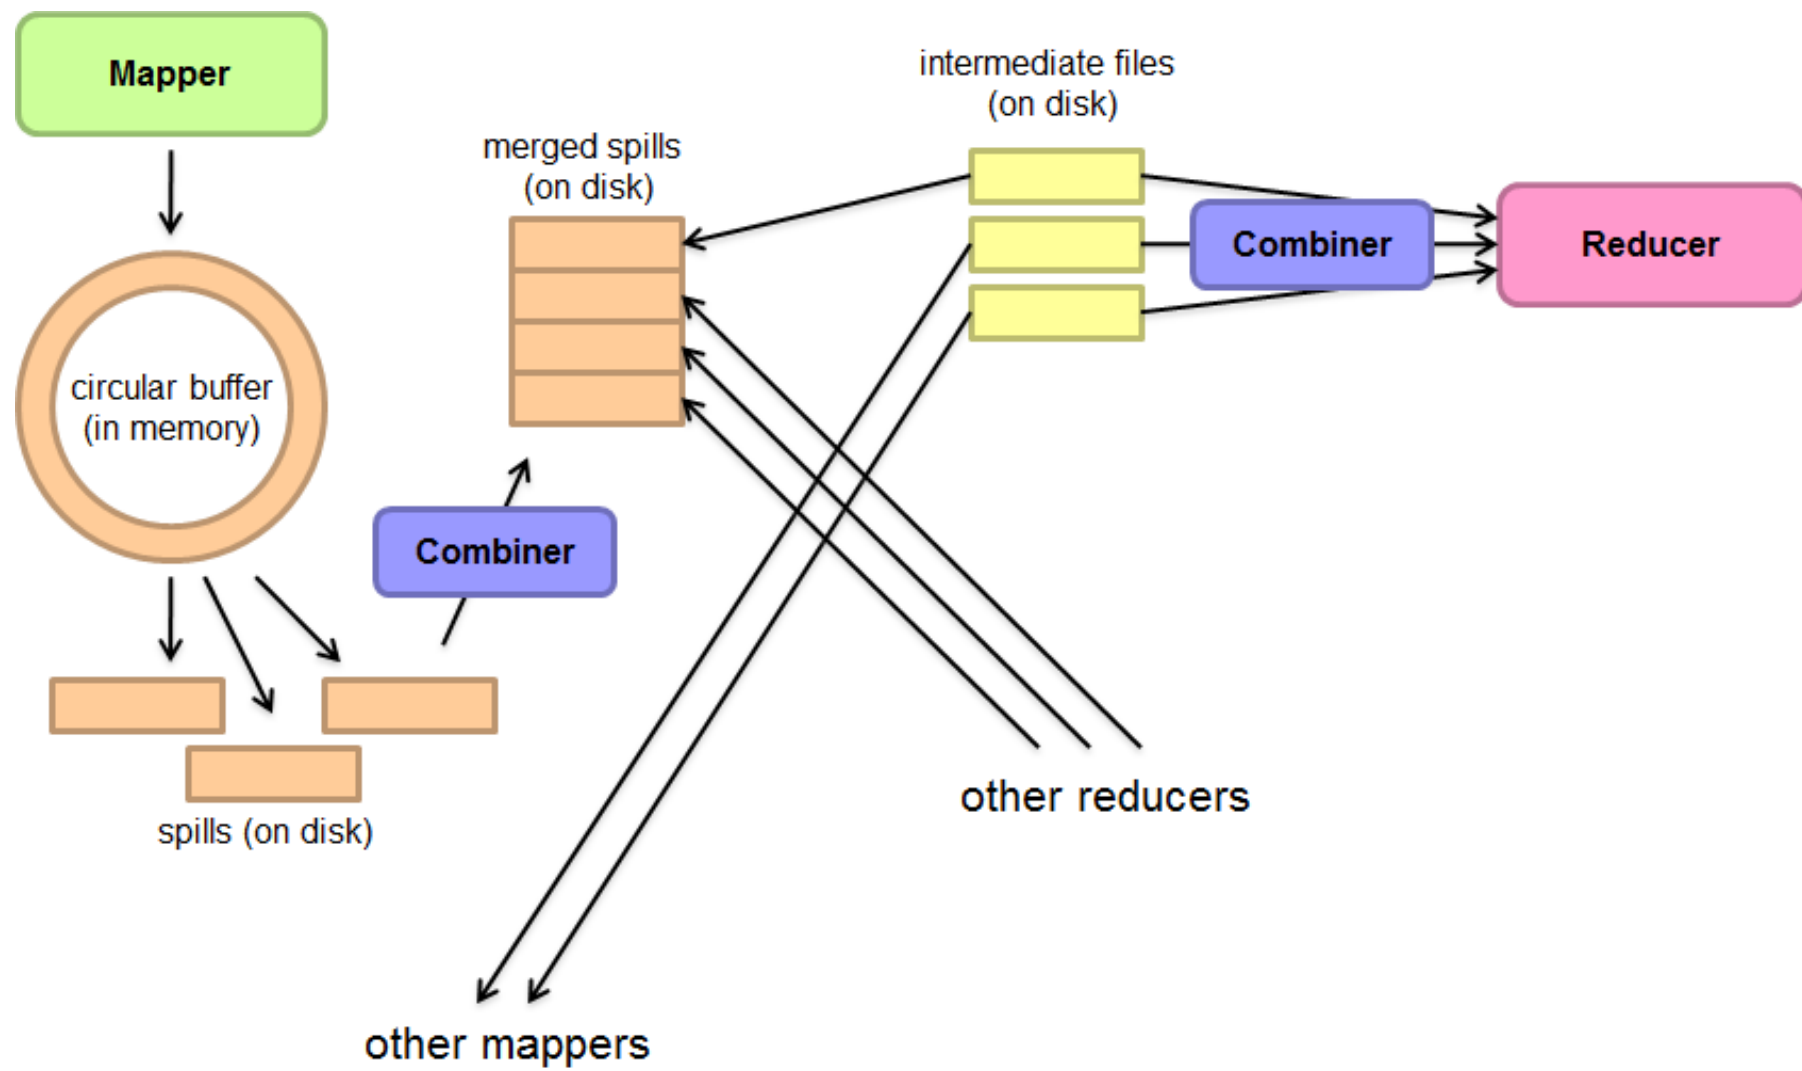 Mapper
circular buffer
(in memory)
spills (on disk)
Combiner
merged spills
(on disk)
intermediate files
(on disk)
Combiner
Reducer
other reducers
other mappers